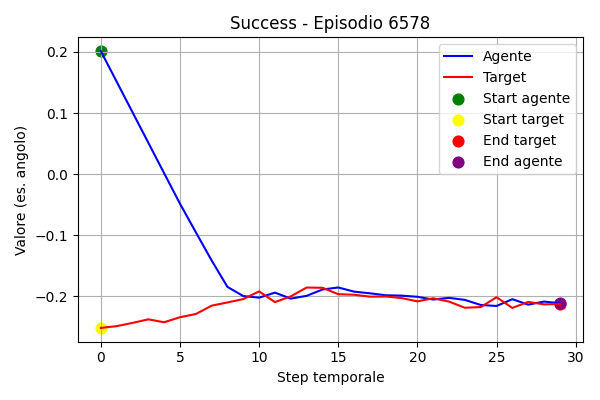 Success - Episodio 6578
Agente
Target
Start agente
Start target
End target
End agente
Valore (es. angolo)
0.2
0.1
0.0
−0.1
−0.2
0 5 10 15 20 25 30
Step temporale